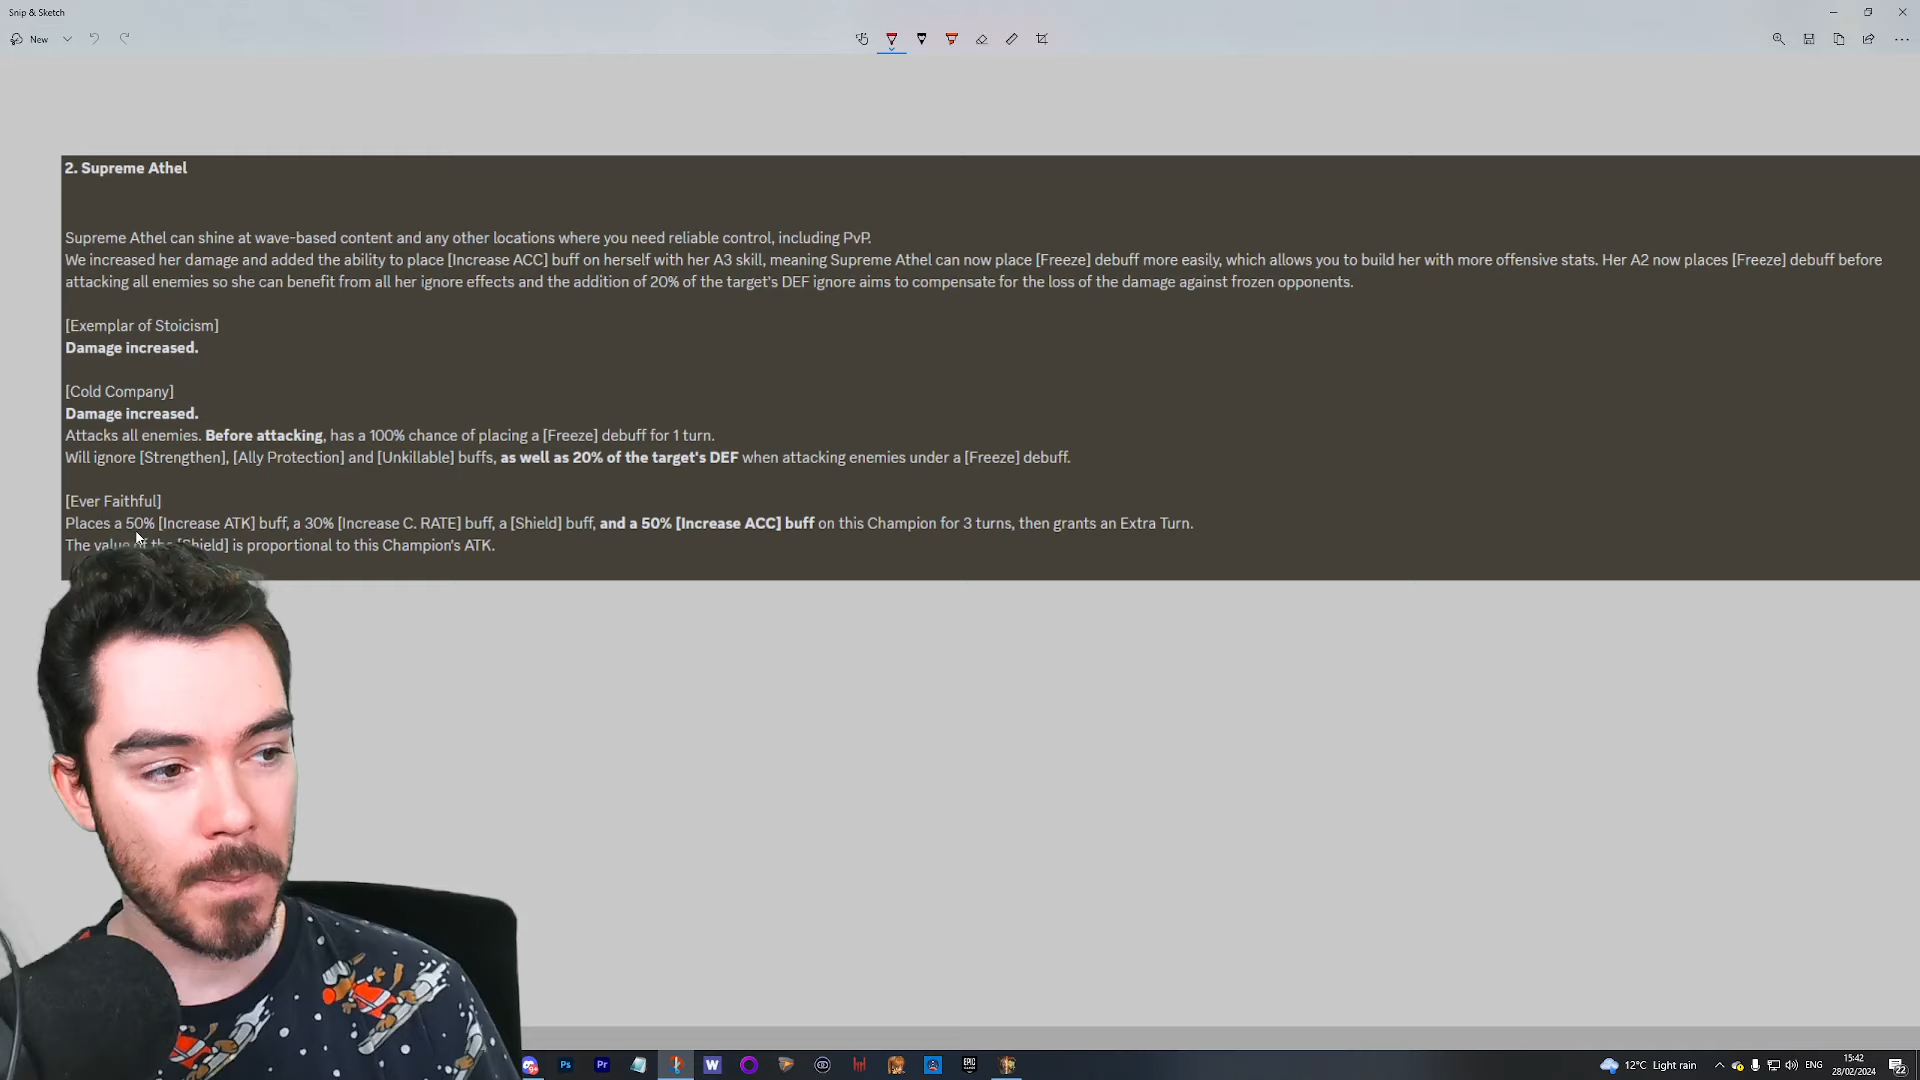 Snip & Sketch
New
2. Supreme Athel
Supreme Athel can shine at wave-based content and any other locations where you need reliable control, including PvP.
We increased her damage and added the ability to place [Increase ACC] buff on herself with her A3 skill, meaning Supreme Athel can now place [Freeze] debuff more easily, which allows you to build her with more offensive stats. Her A2 now places [Freeze] debuff before
attacking all enemies so she can benefit from all her ignore effects and the addition of 20% of the target's DEF ignore aims to compensate for the loss of the damage against frozen opponents.
[Exemplar of Stoicism]
Damage increased.
[Cold Company]
Damage increased.
Attacks all enemies. Before attacking, has a 100% chance of placing a [Freeze] debuff for 1 turn.
Will ignore [Strengthen], [Ally Protection] and [Unkillable] buffs, as well as 20% of the target's DEF when attacking enemies under a [Freeze] debuff.
[Ever Faithful]
Places a 50% [Increase ATK] buff, a 30% [Increase C. RATE] buff, a [Shield] buff, and a 50% [Increase ACC] buff on this Champion for 3 turns, then grants an Extra Turn.
The value of the [Shield] is proportional to this Champion's ATK.
Ps
Pr
W
EPIC GAMES
12°C Light rain
ENG
15:42
28/02/2024
22